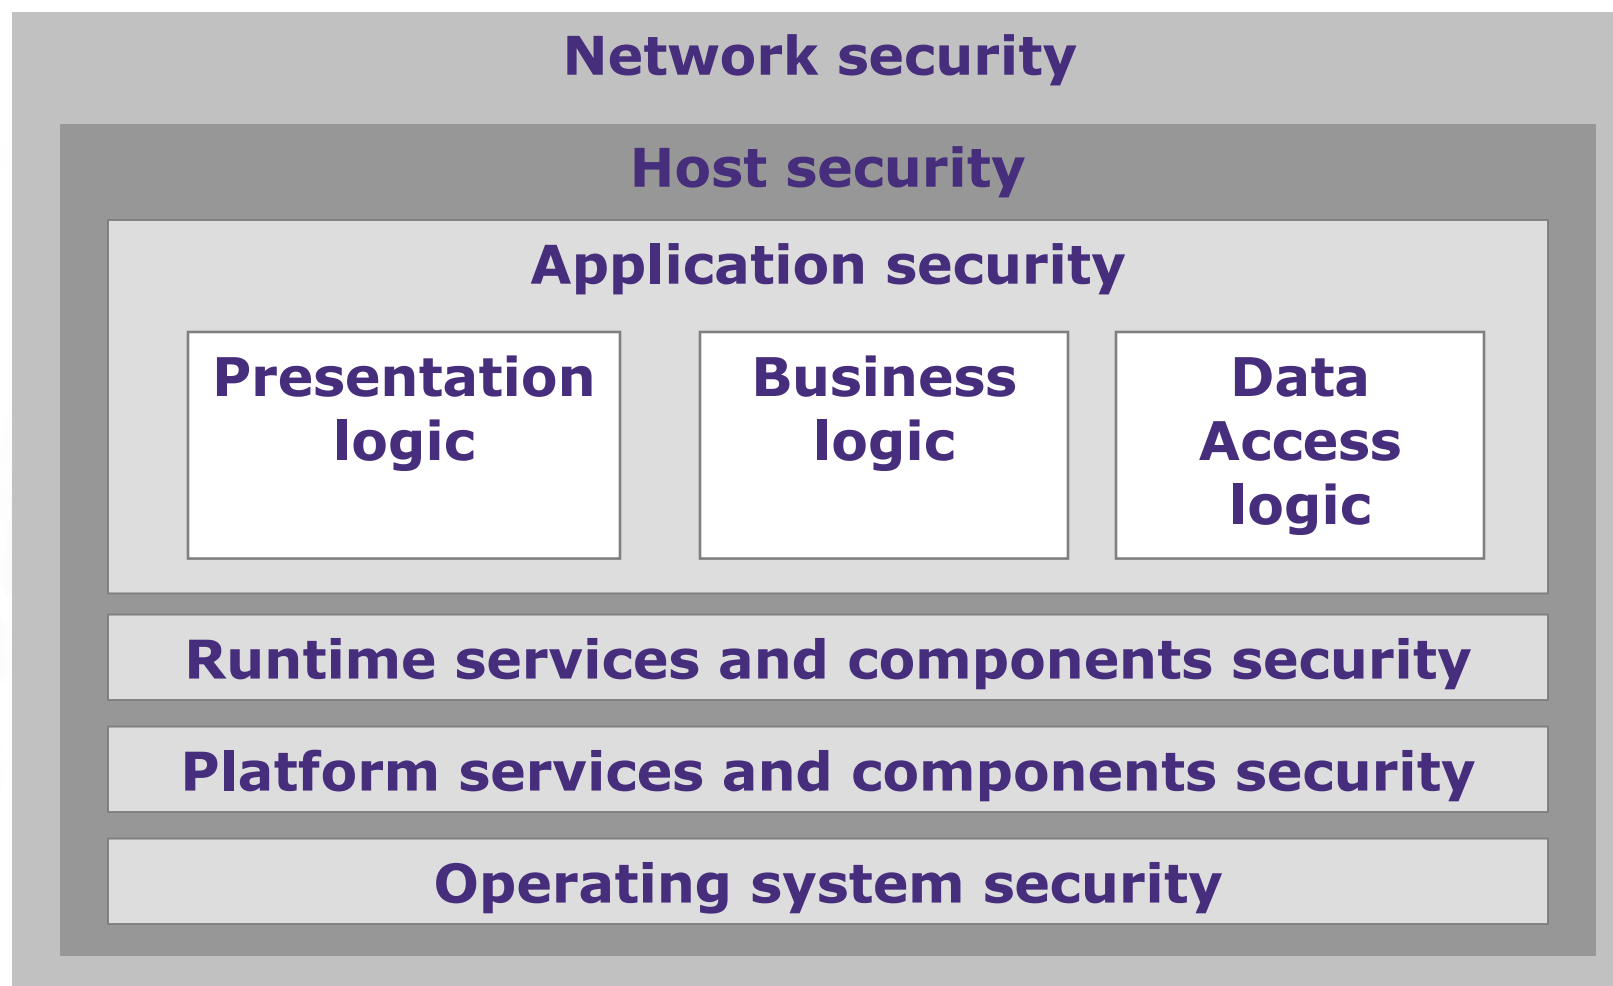 Network security
Host security
Application security
Presentation
logic
Business
logic
Data
Access
logic
Runtime services and components security
Platform services and components security
Operating system security